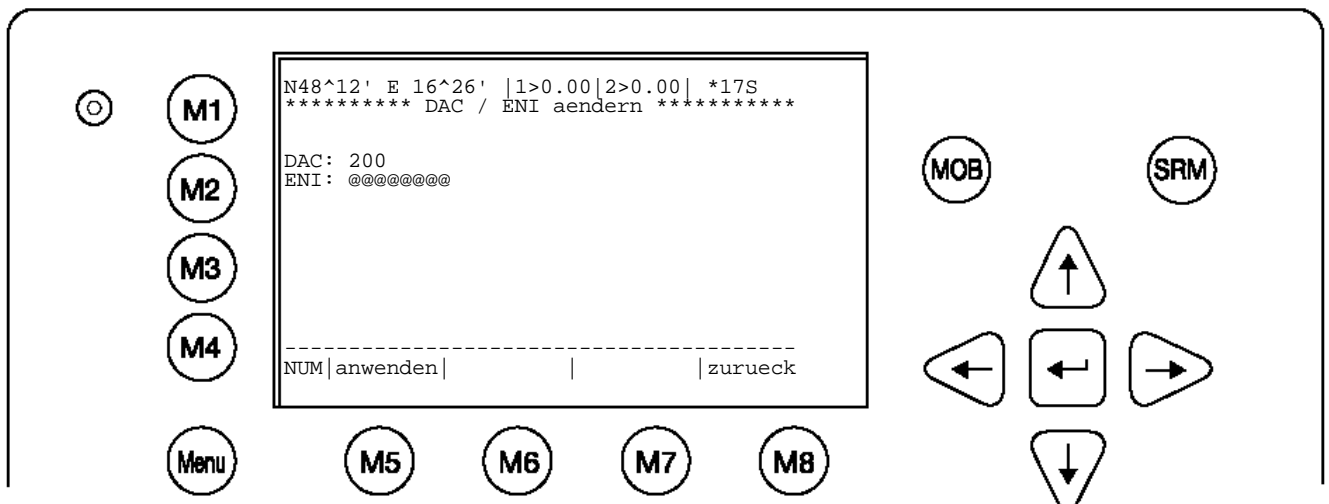 N48^12' E 16^26' |1>0.00|2>0.00| *17S
********** DAC / ENI aendern ***********
M1
DAC: 200
ENI: @@@@@@@@
M2
MOB
SRM
M3
M4
----------------------------------------
NUM|anwenden| | |zurueck
Menu
M5
M6
M7
M8